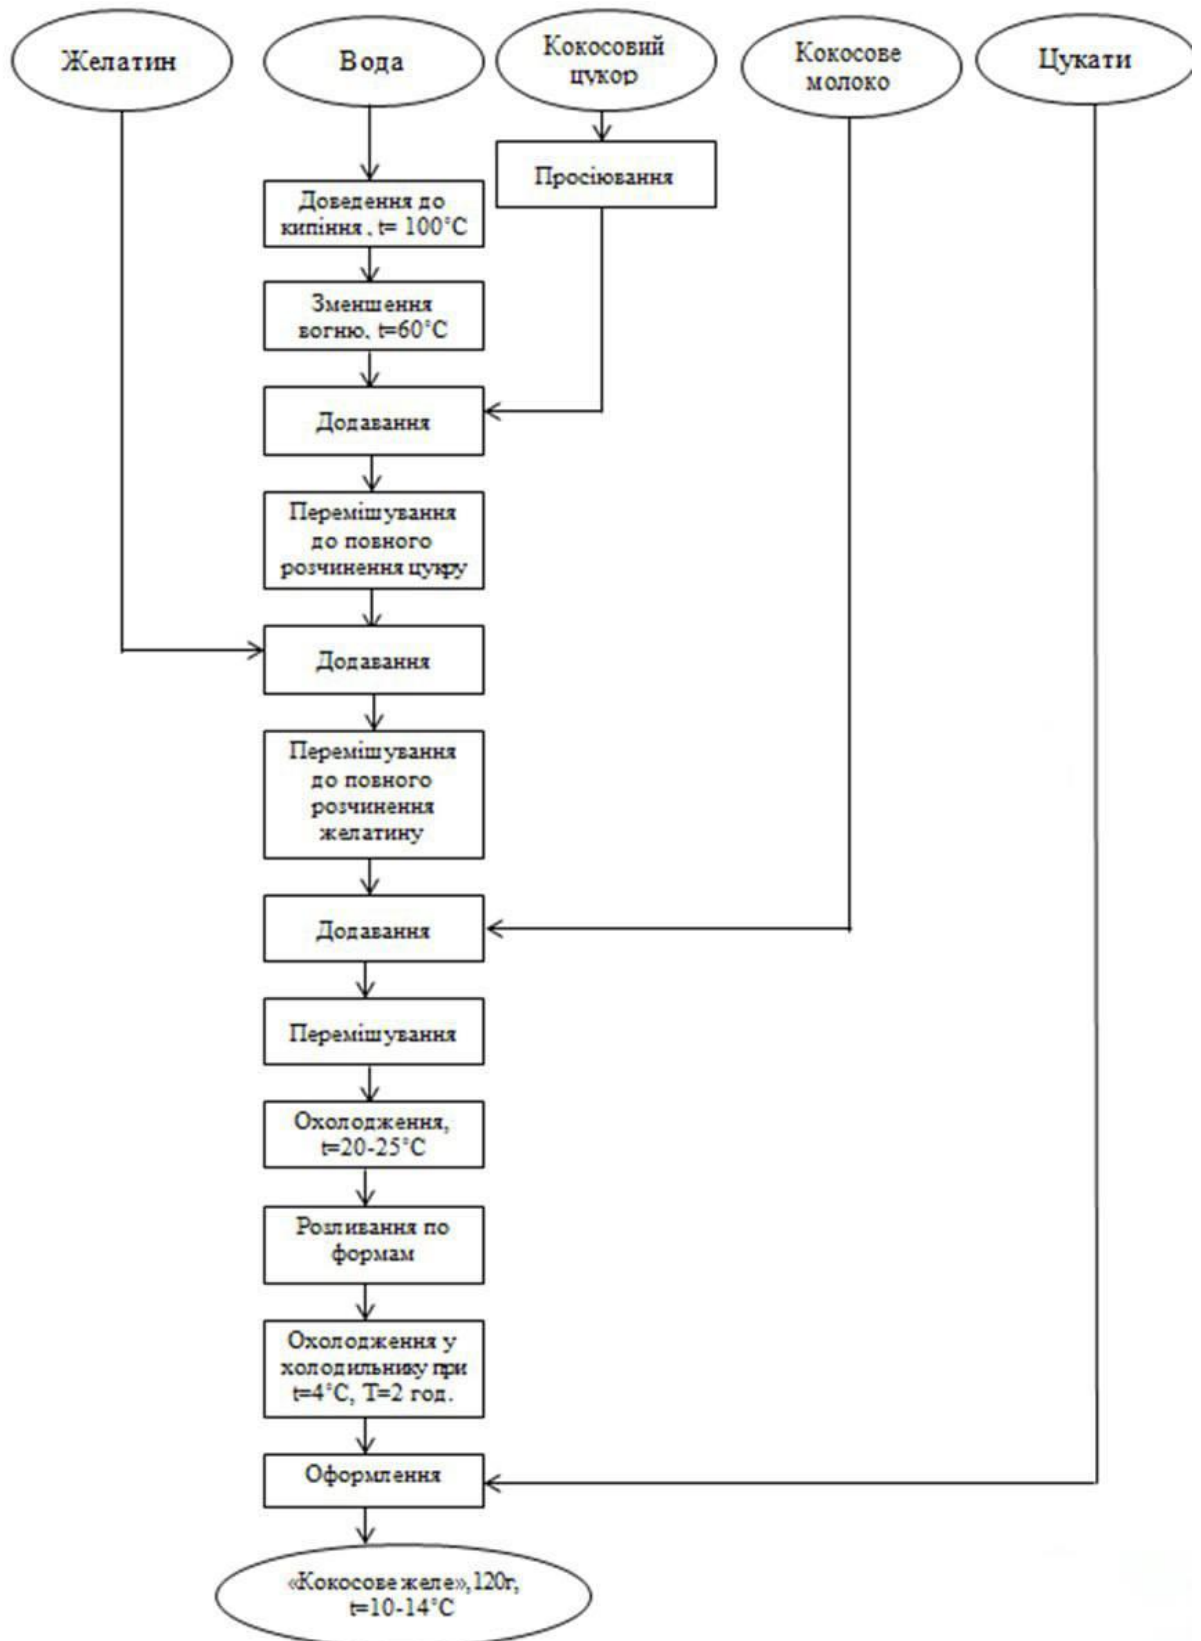 Желатин
Вода
Кокосовий
цукор
Кокосове
молоко
Цукати
Просіювання
Доведення до
кипіння , t= 100°C
Зменшення
вогню, t=60°C
Додавання
Перемішування
до повного
розчинення цукру
Додавання
Перемішування
до повного
розчинення
желатину
Додавання
Перемішування
Охолодження,
t=20-25°C
Розливання по
формам
Охолодження у
холодильнику при
t=4°C, T=2 год.
Оформлення
«Кокосове желе»,120г,
t=10-14°C